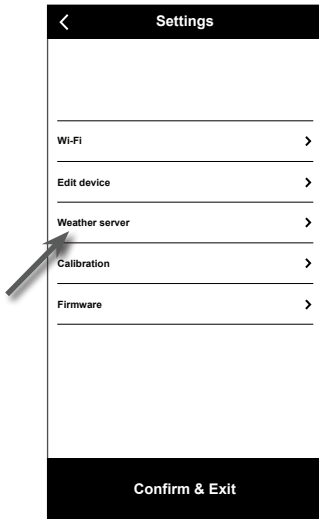 Settings
Wi-Fi
Edit device
Weather server
Calibration
Firmware
Confirm & Exit